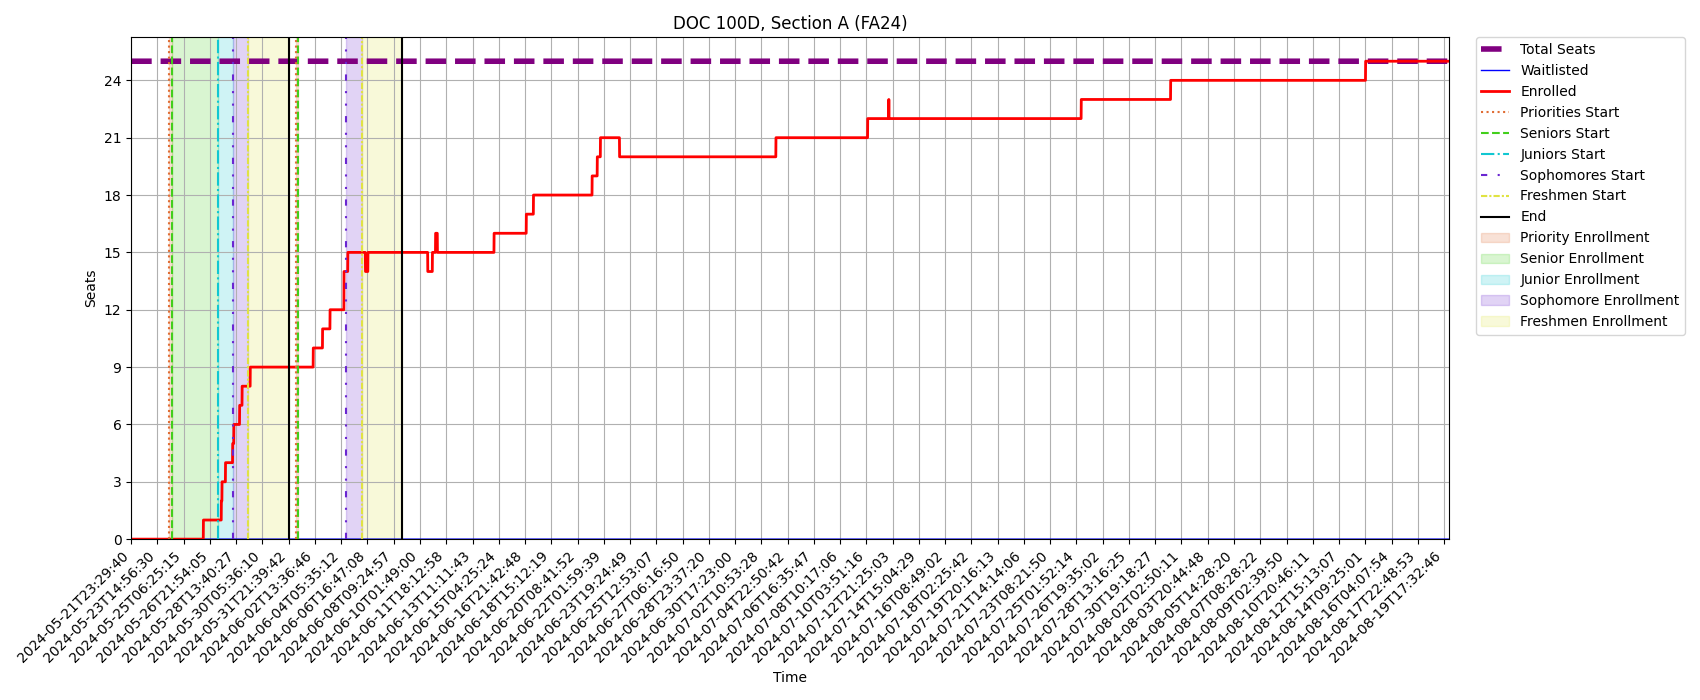 DOC 100D, Section A (FA24)
Seats
24
21
18
15
12
9
6
3
0
2024-05-21T23:29:40
2024-05-23T14:56:30
2024-05-25T06:25:15
2024-05-26T21:54:05
2024-05-28T13:40:27
2024-05-30T05:36:10
2024-05-31T21:39:42
2024-06-02T13:36:46
2024-06-04T05:35:12
2024-06-06T16:47:08
2024-06-08T09:24:57
2024-06-10T01:49:00
2024-06-11T18:12:58
2024-06-13T11:11:43
2024-06-15T04:25:24
2024-06-16T21:42:48
2024-06-18T15:12:19
2024-06-20T08:41:52
2024-06-22T01:59:39
2024-06-23T19:24:49
2024-06-25T12:53:07
2024-06-27T06:16:50
2024-06-28T23:37:20
2024-06-30T17:23:00
2024-07-02T10:53:28
2024-07-04T22:50:42
2024-07-06T16:35:47
2024-07-08T10:17:06
2024-07-10T03:51:16
2024-07-12T21:25:03
2024-07-14T15:04:29
2024-07-16T08:49:02
2024-07-18T02:25:42
2024-07-19T20:16:13
2024-07-21T14:14:06
2024-07-23T08:21:50
2024-07-25T01:52:14
2024-07-26T19:35:02
2024-07-28T13:16:25
2024-07-30T19:18:27
2024-08-02T02:50:11
2024-08-03T20:44:48
2024-08-05T14:28:20
2024-08-07T08:28:22
2024-08-09T02:39:50
2024-08-10T20:46:11
2024-08-12T15:13:07
2024-08-14T09:25:01
2024-08-16T04:07:54
2024-08-17T22:48:53
2024-08-19T17:32:46
Time
Total Seats
Waitlisted
Enrolled
Priorities Start
Seniors Start
Juniors Start
Sophomores Start
Freshmen Start
End
Priority Enrollment
Senior Enrollment
Junior Enrollment
Sophomore Enrollment
Freshmen Enrollment